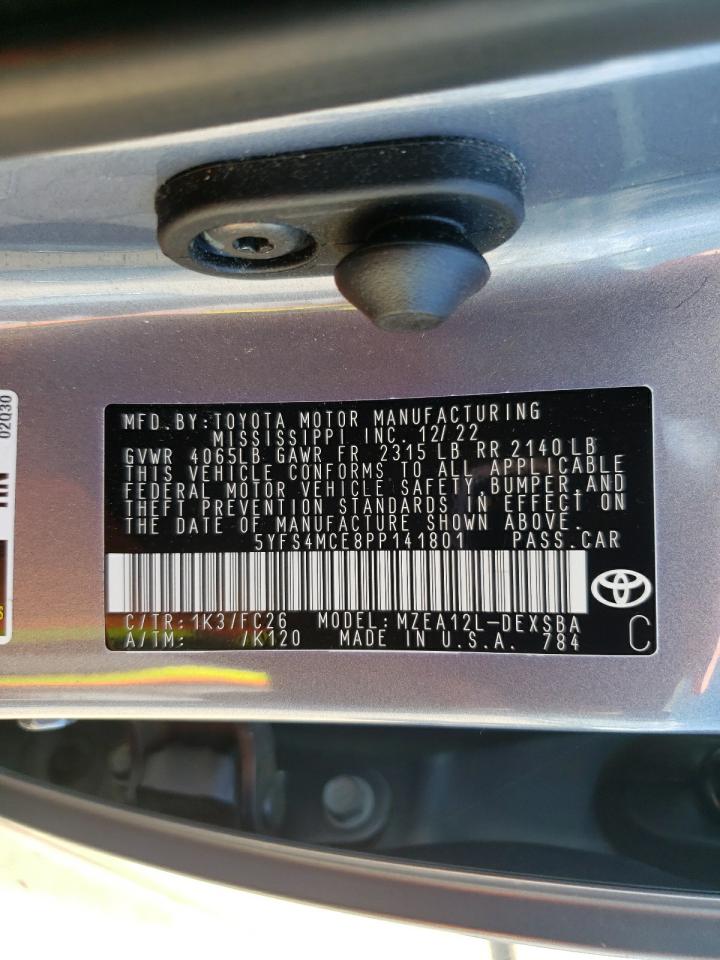 MFD.BY:TOYOTA MOTOR MANUFACTURING
MISSISSIPPI INC. 12/22
GVWR 4065LB GAWR FR 2315 LB RR 2140 LB
THIS VEHICLE CONFORMS TO ALL APPLICABLE
FEDERAL MOTOR VEHICLE SAFETY,BUMPER,AND
THEFT PREVENTION STANDARDS IN EFFECT ON
THE DATE OF MANUFACTURE SHOWN ABOVE.
5YFS4MCE8PP141801 PASS.CAR
C/TR:1K3/FC26 MODEL:MZEA12L-DEXSBA
A/TM: /K120 MADE IN U.S.A. 784
C
02Q30